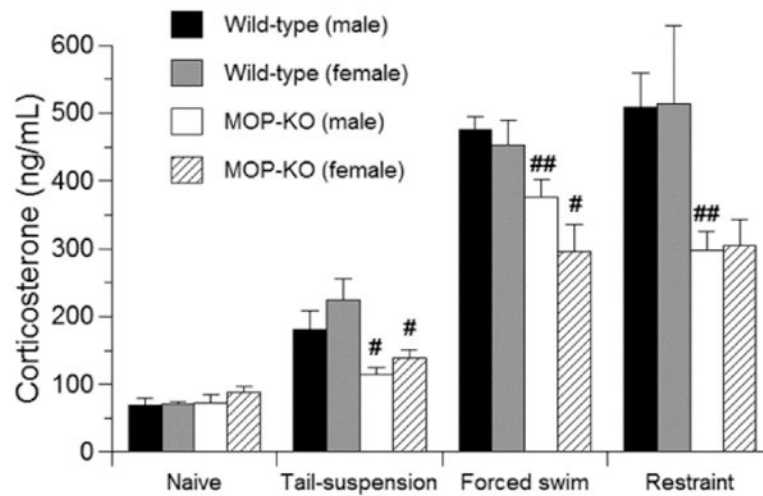 600
500
400
300
200
100
0
Corticosterone (ng/mL)
Wild-type (male)
Wild-type (female)
MOP-KO (male)
MOP-KO (female)
# #
## #
##
Naive Tail-suspension Forced swim Restraint